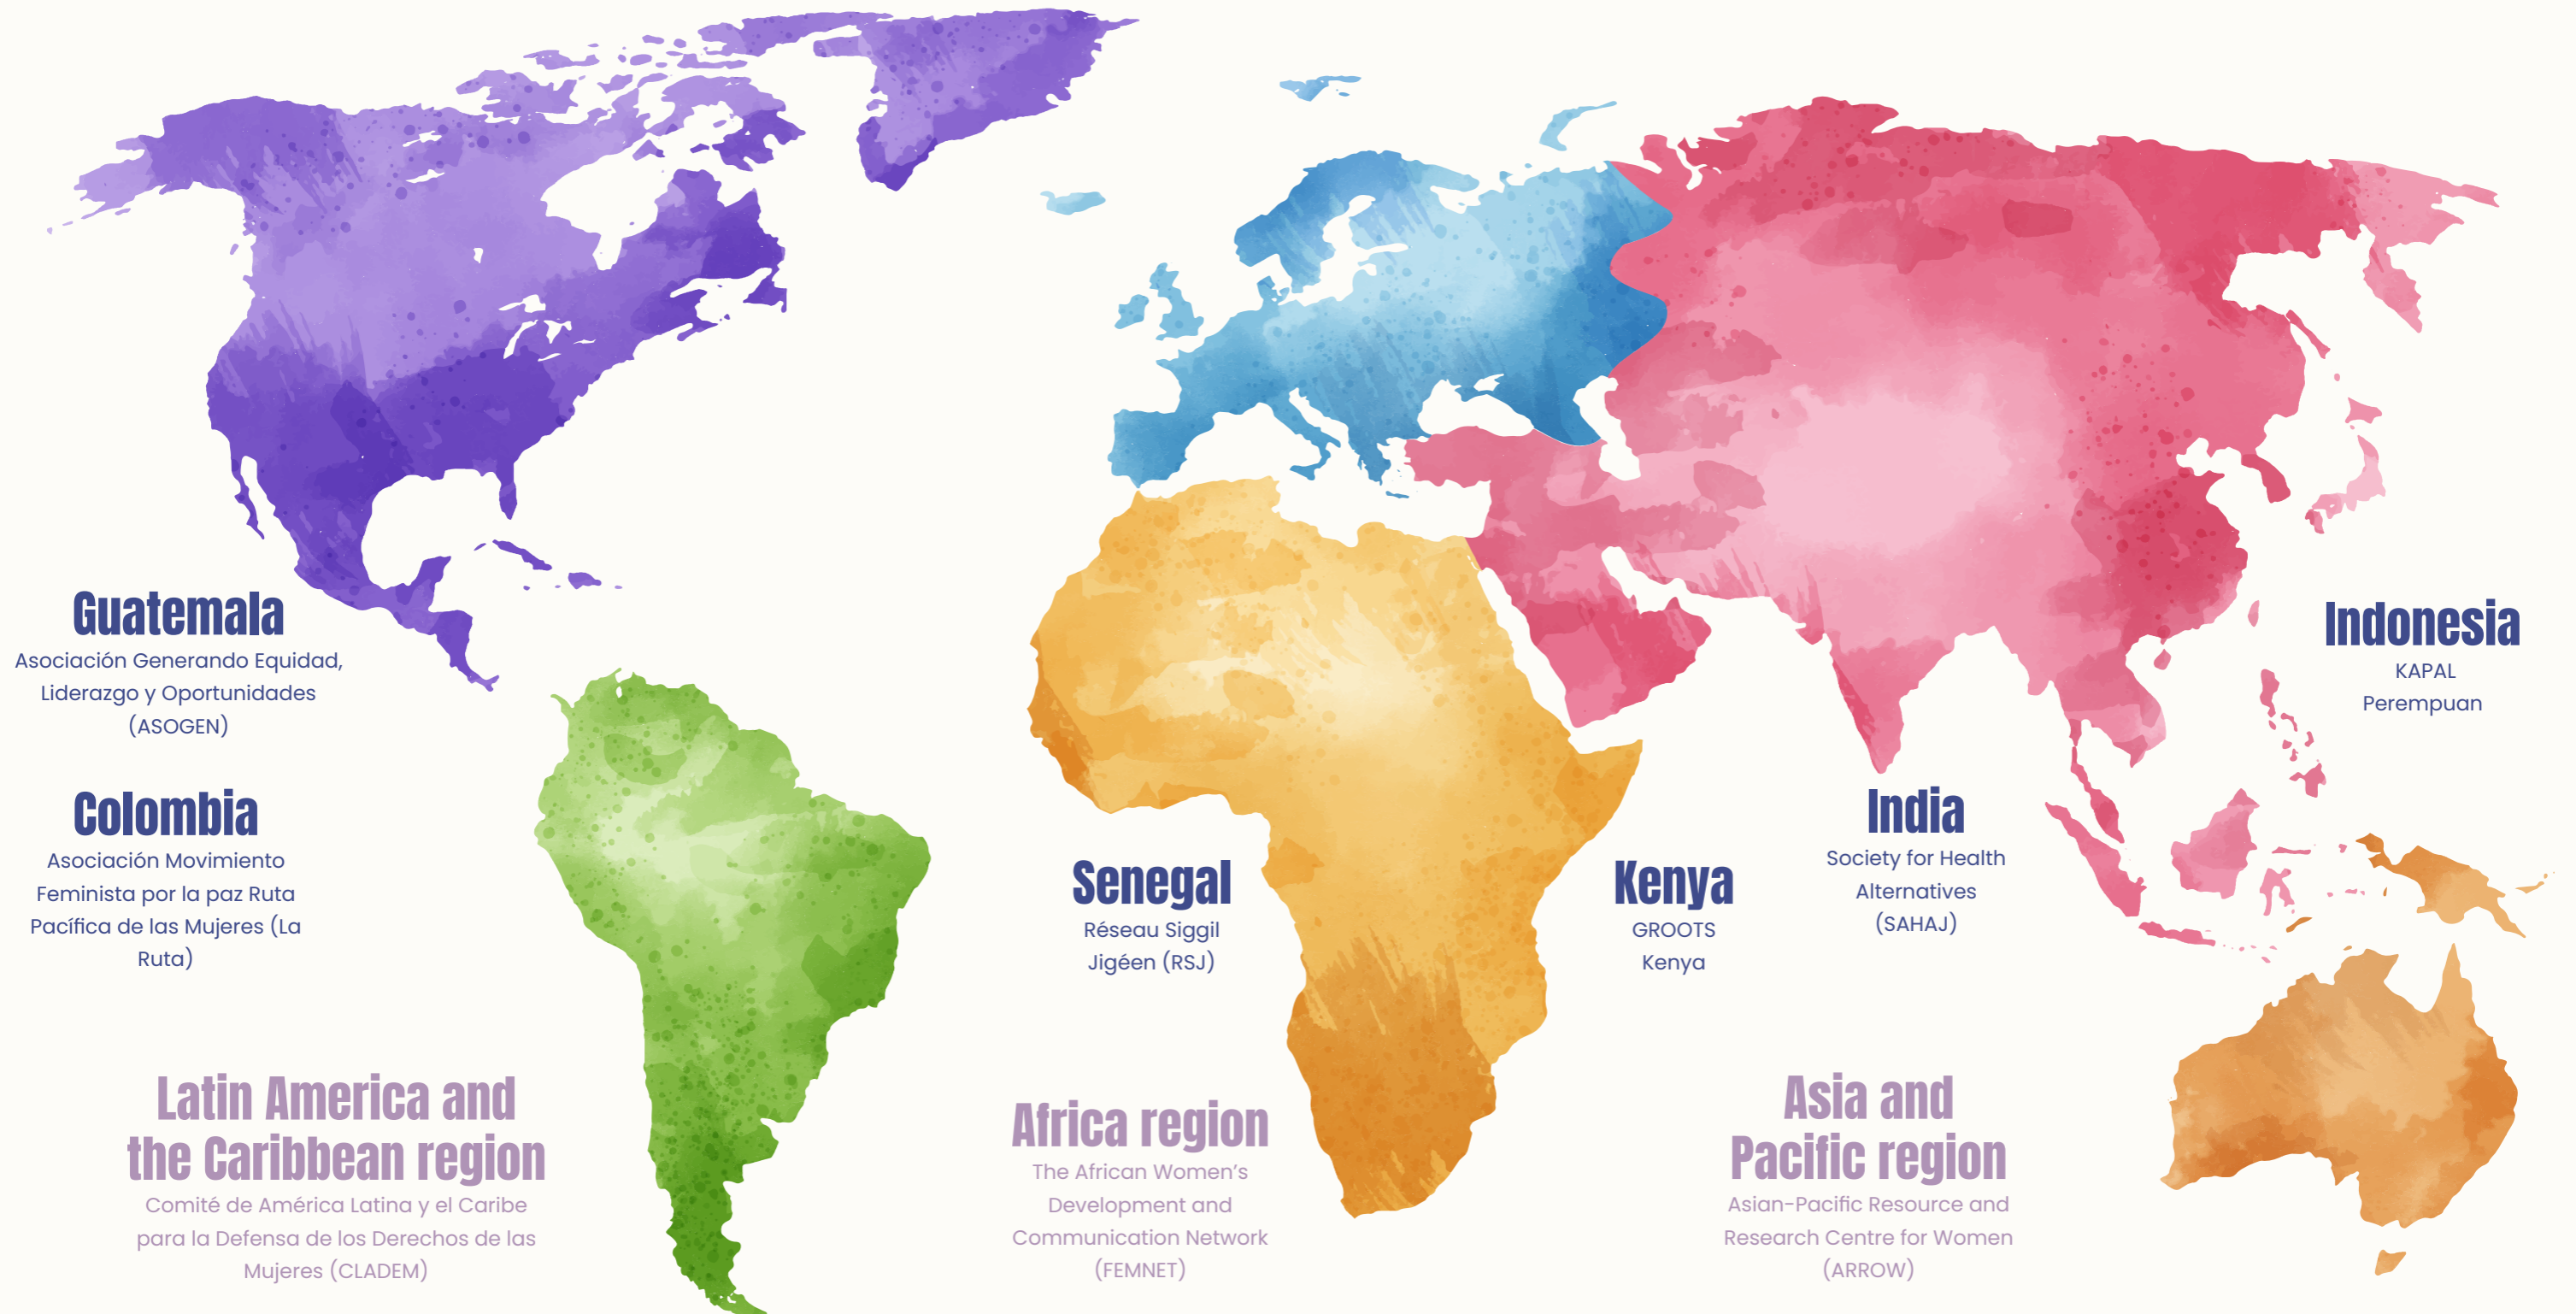 Guatemala
Asociación Generando Equidad,
Liderazgo y Oportunidades
(ASOGEN)
Colombia
Asociación Movimiento
Feminista por la paz Ruta
Pacífica de las Mujeres (La
Ruta)
Latin America and
the Caribbean region
Comité de América Latina y el Caribe
para la Defensa de los Derechos de las
Mujeres (CLADEM)
Senegal
Réseau Siggil
Jigéen (RSJ)
Kenya
GROOTS
Kenya
Africa region
The African Women’s
Development and
Communication Network
(FEMNET)
India
Society for Health
Alternatives
(SAHAJ)
Indonesia
KAPAL
Perempuan
Asia and
Pacific region
Asian-Pacific Resource and
Research Centre for Women
(ARROW)